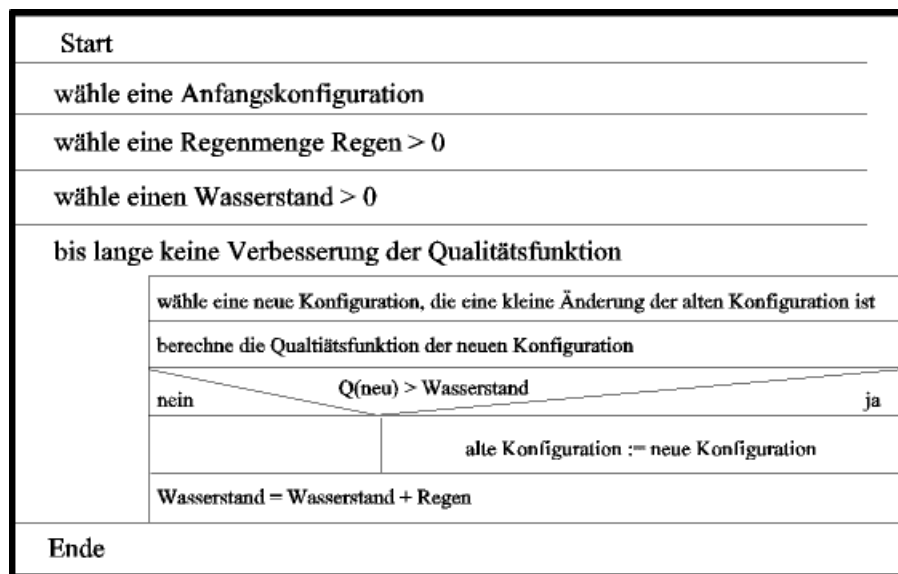 Start
wähle eine Anfangskonfiguration
wähle eine Regenmenge Regen > 0
wähle einen Wasserstand > 0
bis lange keine Verbesserung der Qualitätsfunktion
wähle eine neue Konfiguration, die eine kleine Änderung der alten Konfiguration ist
berechne die Qualtiätsfunktion der neuen Konfiguration
Q(neu) > Wasserstand
nein ja
alte Konfiguration := neue Konfiguration
Wasserstand = Wasserstand + Regen
Ende